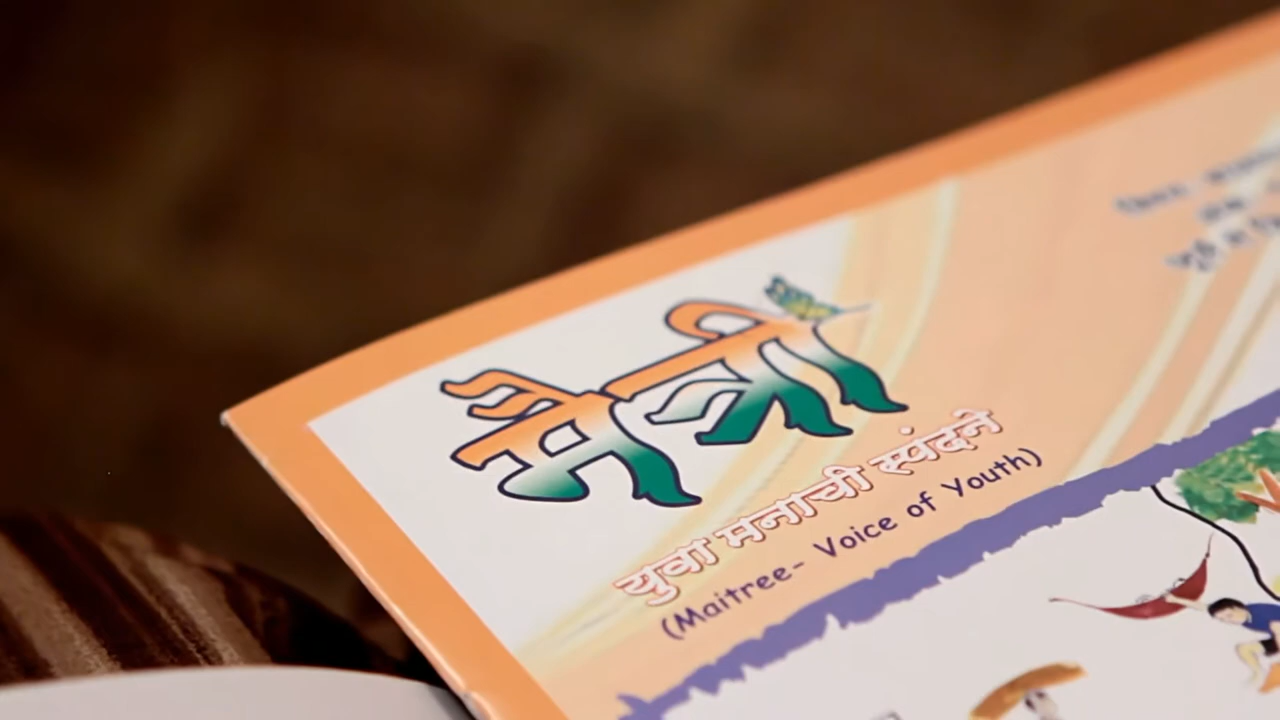 मैत्री
युवा मनाची स्पंदने
(Maitree- Voice of Youth)